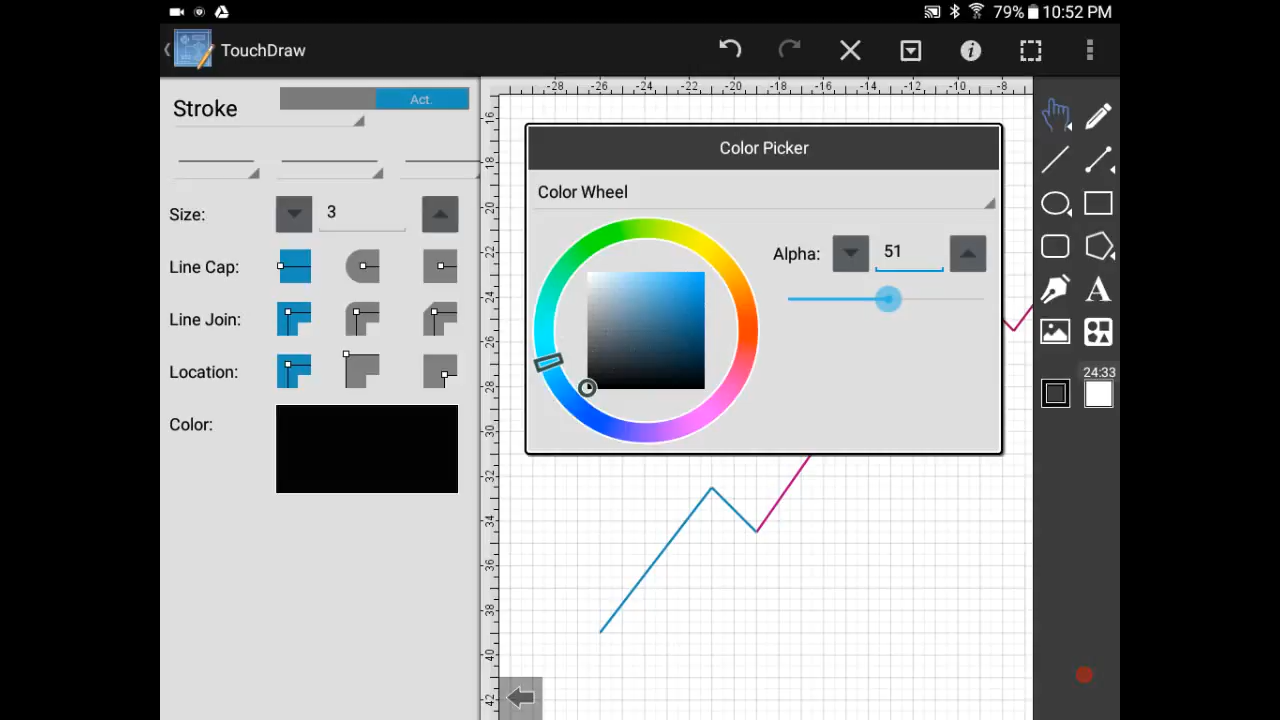 79% 10:52 PM
TouchDraw
Stroke
Act.
Size:
3
Line Cap:
Line Join:
Location:
Color:
-28 -26 -24 -22 -20 -18 -16 -14 -12 -10 -8
16
18
20
22
24
26
28
30
32
34
36
38
40
42
Color Picker
Color Wheel
Alpha:
51
A
24:33